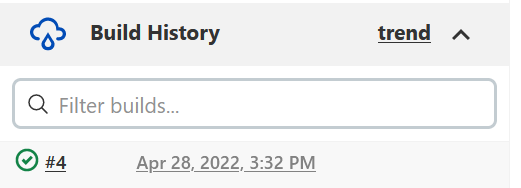 Build History trend
Filter builds...
#4 Apr 28, 2022, 3:32 PM